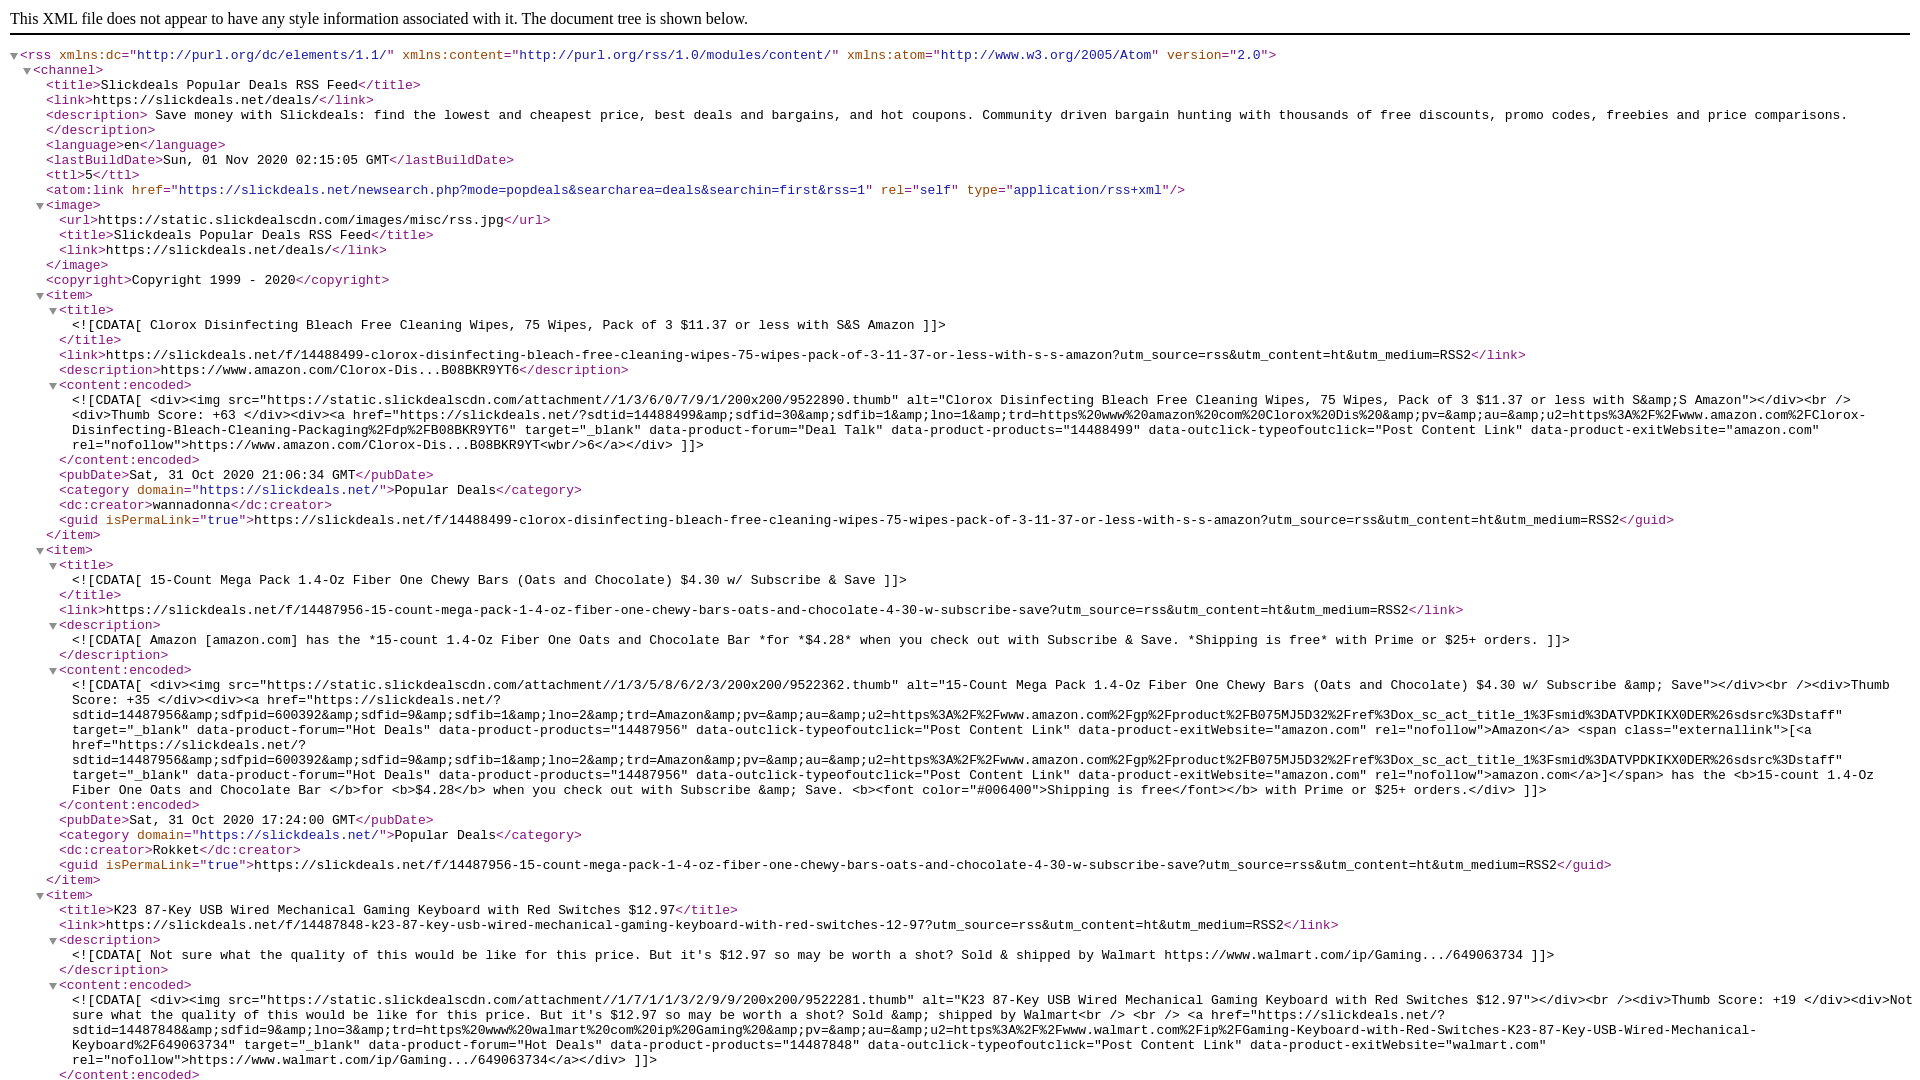 This XML file does not appear to have any style information associated with it. The document tree is shown below.
<rss xmlns:dc="http://purl.org/dc/elements/1.1/" xmlns:content="http://purl.org/rss/1.0/modules/content/" xmlns:atom="http://www.w3.org/2005/Atom" version="2.0">
<channel>
<title>Slickdeals Popular Deals RSS Feed</title>
<link>https://slickdeals.net/deals/</link>
<description> Save money with Slickdeals: find the lowest and cheapest price, best deals and bargains, and hot coupons. Community driven bargain hunting with thousands of free discounts, promo codes, freebies and price comparisons.
</description>
<language>en</language>
<lastBuildDate>Sun, 01 Nov 2020 02:15:05 GMT</lastBuildDate>
<ttl>5</ttl>
<atom:link href="https://slickdeals.net/newsearch.php?mode=popdeals&searcharea=deals&searchin=first&rss=1" rel="self" type="application/rss+xml"/>
<image>
<url>https://static.slickdealscdn.com/images/misc/rss.jpg</url>
<title>Slickdeals Popular Deals RSS Feed</title>
<link>https://slickdeals.net/deals/</link>
</image>
<copyright>Copyright 1999 - 2020</copyright>
<item>
<title>
<![CDATA[ Clorox Disinfecting Bleach Free Cleaning Wipes, 75 Wipes, Pack of 3 $11.37 or less with S&S Amazon ]]>
</title>
<link>https://slickdeals.net/f/14488499-clorox-disinfecting-bleach-free-cleaning-wipes-75-wipes-pack-of-3-11-37-or-less-with-s-s-amazon?utm_source=rss&utm_content=ht&utm_medium=RSS2</link>
<description>https://www.amazon.com/Clorox-Dis...B08BKR9YT6</description>
<content:encoded>
<![CDATA[ <div><img src="https://static.slickdealscdn.com/attachment//1/3/6/0/7/9/1/200x200/9522890.thumb" alt="Clorox Disinfecting Bleach Free Cleaning Wipes, 75 Wipes, Pack of 3 $11.37 or less with S&amp;S Amazon"></div><br />
<div>Thumb Score: +63 </div><div><a href="https://slickdeals.net/?sdtid=14488499&amp;sdfid=30&amp;sdfib=1&amp;lno=1&amp;trd=https%20www%20amazon%20com%20Clorox%20Dis%20&amp;pv=&amp;au=&amp;u2=https%3A%2F%2Fwww.amazon.com%2FClorox-
Disinfecting-Bleach-Cleaning-Packaging%2Fdp%2FB08BKR9YT6" target="_blank" data-product-forum="Deal Talk" data-product-products="14488499" data-outclick-typeofoutclick="Post Content Link" data-product-exitWebsite="amazon.com"
rel="nofollow">https://www.amazon.com/Clorox-Dis...B08BKR9YT<wbr/>6</a></div> ]]>
</content:encoded>
<pubDate>Sat, 31 Oct 2020 21:06:34 GMT</pubDate>
<category domain="https://slickdeals.net/">Popular Deals</category>
<dc:creator>wannadonna</dc:creator>
<guid isPermaLink="true">https://slickdeals.net/f/14488499-clorox-disinfecting-bleach-free-cleaning-wipes-75-wipes-pack-of-3-11-37-or-less-with-s-s-amazon?utm_source=rss&utm_content=ht&utm_medium=RSS2</guid>
</item>
<item>
<title>
<![CDATA[ 15-Count Mega Pack 1.4-Oz Fiber One Chewy Bars (Oats and Chocolate) $4.30 w/ Subscribe & Save ]]>
</title>
<link>https://slickdeals.net/f/14487956-15-count-mega-pack-1-4-oz-fiber-one-chewy-bars-oats-and-chocolate-4-30-w-subscribe-save?utm_source=rss&utm_content=ht&utm_medium=RSS2</link>
<description>
<![CDATA[ Amazon [amazon.com] has the *15-count 1.4-Oz Fiber One Oats and Chocolate Bar *for *$4.28* when you check out with Subscribe & Save. *Shipping is free* with Prime or $25+ orders. ]]>
</description>
<content:encoded>
<![CDATA[ <div><img src="https://static.slickdealscdn.com/attachment//1/3/5/8/6/2/3/200x200/9522362.thumb" alt="15-Count Mega Pack 1.4-Oz Fiber One Chewy Bars (Oats and Chocolate) $4.30 w/ Subscribe &amp; Save"></div><br /><div>Thumb
Score: +35 </div><div><a href="https://slickdeals.net/?
sdtid=14487956&amp;sdfpid=600392&amp;sdfid=9&amp;sdfib=1&amp;lno=2&amp;trd=Amazon&amp;pv=&amp;au=&amp;u2=https%3A%2F%2Fwww.amazon.com%2Fgp%2Fproduct%2FB075MJ5D32%2Fref%3Dox_sc_act_title_1%3Fsmid%3DATVPDKIKX0DER%26sdsrc%3Dstaff"
target="_blank" data-product-forum="Hot Deals" data-product-products="14487956" data-outclick-typeofoutclick="Post Content Link" data-product-exitWebsite="amazon.com" rel="nofollow">Amazon</a> <span class="externallink">[<a
href="https://slickdeals.net/?
sdtid=14487956&amp;sdfpid=600392&amp;sdfid=9&amp;sdfib=1&amp;lno=2&amp;trd=Amazon&amp;pv=&amp;au=&amp;u2=https%3A%2F%2Fwww.amazon.com%2Fgp%2Fproduct%2FB075MJ5D32%2Fref%3Dox_sc_act_title_1%3Fsmid%3DATVPDKIKX0DER%26sdsrc%3Dstaff"
target="_blank" data-product-forum="Hot Deals" data-product-products="14487956" data-outclick-typeofoutclick="Post Content Link" data-product-exitWebsite="amazon.com" rel="nofollow">amazon.com</a>]</span> has the <b>15-count 1.4-Oz
Fiber One Oats and Chocolate Bar </b>for <b>$4.28</b> when you check out with Subscribe &amp; Save. <b><font color="#006400">Shipping is free</font></b> with Prime or $25+ orders.</div> ]]>
</content:encoded>
<pubDate>Sat, 31 Oct 2020 17:24:00 GMT</pubDate>
<category domain="https://slickdeals.net/">Popular Deals</category>
<dc:creator>Rokket</dc:creator>
<guid isPermaLink="true">https://slickdeals.net/f/14487956-15-count-mega-pack-1-4-oz-fiber-one-chewy-bars-oats-and-chocolate-4-30-w-subscribe-save?utm_source=rss&utm_content=ht&utm_medium=RSS2</guid>
</item>
<item>
<title>K23 87-Key USB Wired Mechanical Gaming Keyboard with Red Switches $12.97</title>
<link>https://slickdeals.net/f/14487848-k23-87-key-usb-wired-mechanical-gaming-keyboard-with-red-switches-12-97?utm_source=rss&utm_content=ht&utm_medium=RSS2</link>
<description>
<![CDATA[ Not sure what the quality of this would be like for this price. But it's $12.97 so may be worth a shot? Sold & shipped by Walmart https://www.walmart.com/ip/Gaming.../649063734 ]]>
</description>
<content:encoded>
<![CDATA[ <div><img src="https://static.slickdealscdn.com/attachment//1/7/1/1/3/2/9/9/200x200/9522281.thumb" alt="K23 87-Key USB Wired Mechanical Gaming Keyboard with Red Switches $12.97"></div><br /><div>Thumb Score: +19 </div><div>Not
sure what the quality of this would be like for this price. But it's $12.97 so may be worth a shot? Sold &amp; shipped by Walmart<br /> <br /> <a href="https://slickdeals.net/?
sdtid=14487848&amp;sdfid=9&amp;lno=3&amp;trd=https%20www%20walmart%20com%20ip%20Gaming%20&amp;pv=&amp;au=&amp;u2=https%3A%2F%2Fwww.walmart.com%2Fip%2FGaming-Keyboard-with-Red-Switches-K23-87-Key-USB-Wired-Mechanical-
Keyboard%2F649063734" target="_blank" data-product-forum="Hot Deals" data-product-products="14487848" data-outclick-typeofoutclick="Post Content Link" data-product-exitWebsite="walmart.com"
rel="nofollow">https://www.walmart.com/ip/Gaming.../649063734</a></div> ]]>
</content:encoded>